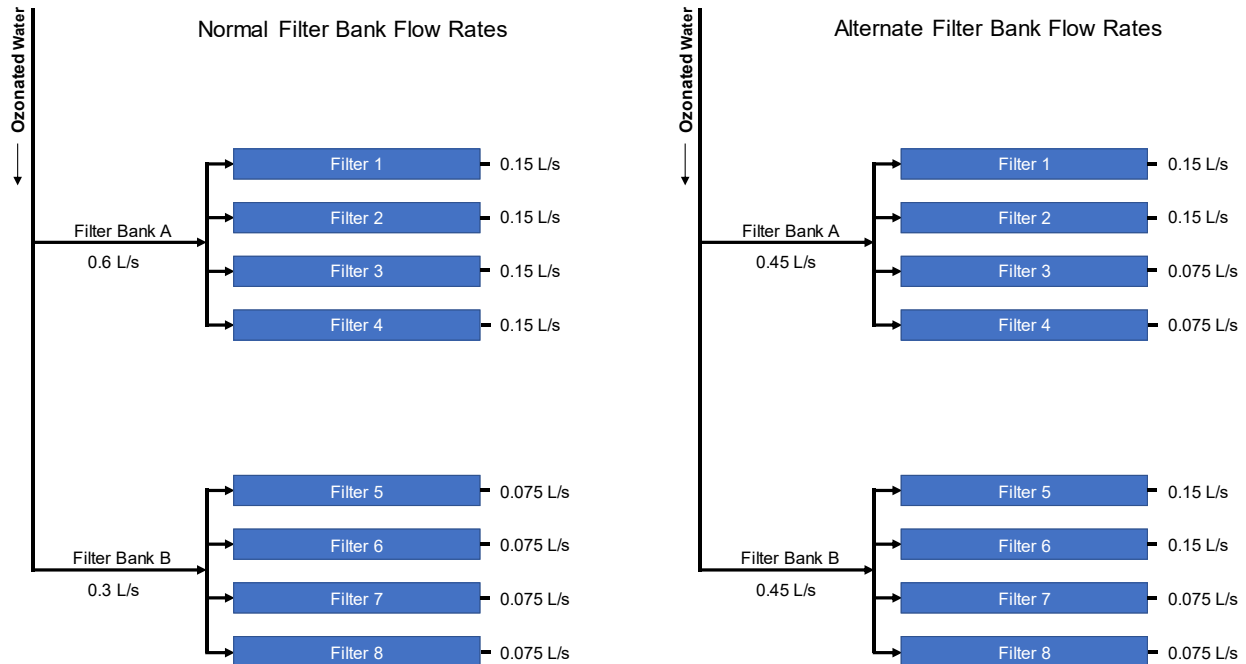 Normal Filter Bank Flow Rates
Ozonated Water
Filter 1
0.15 L/s
Filter 2
0.15 L/s
Filter Bank A
0.6 L/s
Filter 3
0.15 L/s
Filter 4
0.15 L/s
Filter 5
0.075 L/s
Filter 6
0.075 L/s
Filter Bank B
0.3 L/s
Filter 7
0.075 L/s
Filter 8
0.075 L/s
Alternate Filter Bank Flow Rates
Ozonated Water
Filter 1
0.15 L/s
Filter 2
0.15 L/s
Filter Bank A
0.45 L/s
Filter 3
0.075 L/s
Filter 4
0.075 L/s
Filter 5
0.15 L/s
Filter 6
0.15 L/s
Filter Bank B
0.45 L/s
Filter 7
0.075 L/s
Filter 8
0.075 L/s